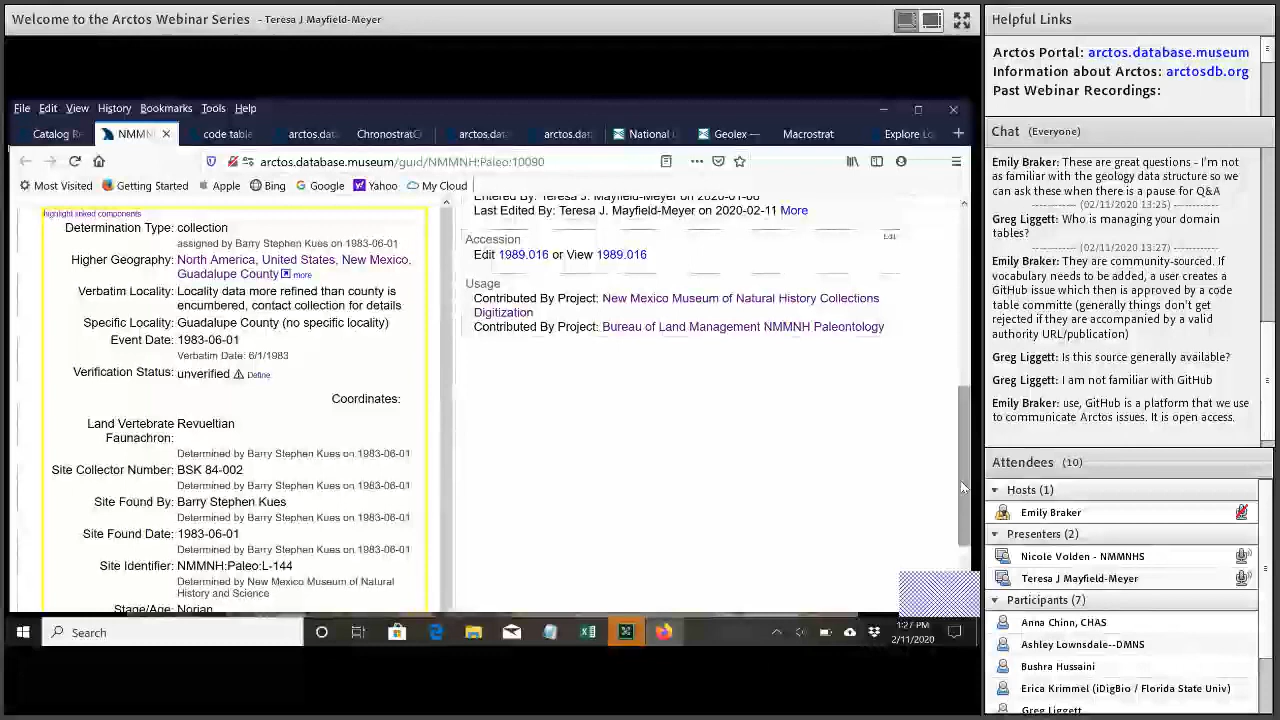 Welcome to the Arctos Webinar Series - Teresa J Mayfield-Meyer
File Edit View History Bookmarks Tools Help
Catalog Re
NMMNH
code table
arctos.data
ChronostratC
arctos.data
arctos.data
National
Geolex —
Macrostrat
Explore Lo
arctos.database.museum/guid/NMMNH:Paleo:10090
Most Visited
Getting Started
Apple
Bing
Google
Yahoo
My Cloud
highlight linked components
Determination Type: collection
assigned by Barry Stephen Kues on 1983-06-01
Higher Geography: North America, United States, New Mexico,
Guadalupe County more
Verbatim Locality: Locality data more refined than county is
encumbered, contact collection for details
Specific Locality: Guadalupe County (no specific locality)
Event Date: 1983-06-01
Verbatim Date: 6/1/1983
Verification Status: unverified Define
Coordinates:
Land Vertebrate Revueltian
Faunachron:
Determined by Barry Stephen Kues on 1983-06-01
Site Collector Number: BSK 84-002
Determined by Barry Stephen Kues on 1983-06-01
Site Found By: Barry Stephen Kues
Determined by Barry Stephen Kues on 1983-06-01
Site Found Date: 1983-06-01
Determined by Barry Stephen Kues on 1983-06-01
Site Identifier: NMMNH:Paleo:L-144
Determined by New Mexico Museum of Natural
History and Science
Stage/Age: Norian
Entered By: Teresa J. Mayfield-Meyer on 2020-01-06
Last Edited By: Teresa J. Mayfield-Meyer on 2020-02-11 More
Accession
Edit
Edit 1989.016 or View 1989.016
Usage
Contributed By Project: New Mexico Museum of Natural History Collections
Digitization
Contributed By Project: Bureau of Land Management NMMNH Paleontology
Search
1:27 PM
2/11/2020
Helpful Links
Arctos Portal: arctos.database.museum
Information about Arctos: arctosdb.org
Past Webinar Recordings:
Chat (Everyone)
Emily Braker: These are great questions - I'm not
as familiar with the geology data structure so we
can ask these when there is a pause for Q&A
(02/11/2020 13:25)
Greg Liggett: Who is managing your domain
tables?
(02/11/2020 13:27)
Emily Braker: They are community-sourced. If
vocabulary needs to be added, a user creates a
GitHub issue which then is approved by a code
table committe (generally things don't get
rejected if they are accompanied by a valid
authority URL/publication)
Greg Liggett: Is this source generally available?
Greg Liggett: I am not familiar with GitHub
Emily Braker: use, GitHub is a platform that we use
to communicate Arctos issues. It is open access.
Attendees (10)
Hosts (1)
Emily Braker
Presenters (2)
Nicole Volden - NMMNHS
Teresa J Mayfield-Meyer
Participants (7)
Anna Chinn, CHAS
Ashley Lownsdale--DMNS
Bushra Hussaini
Erica Krimmel (iDigBio / Florida State Univ)
Greg Liggett